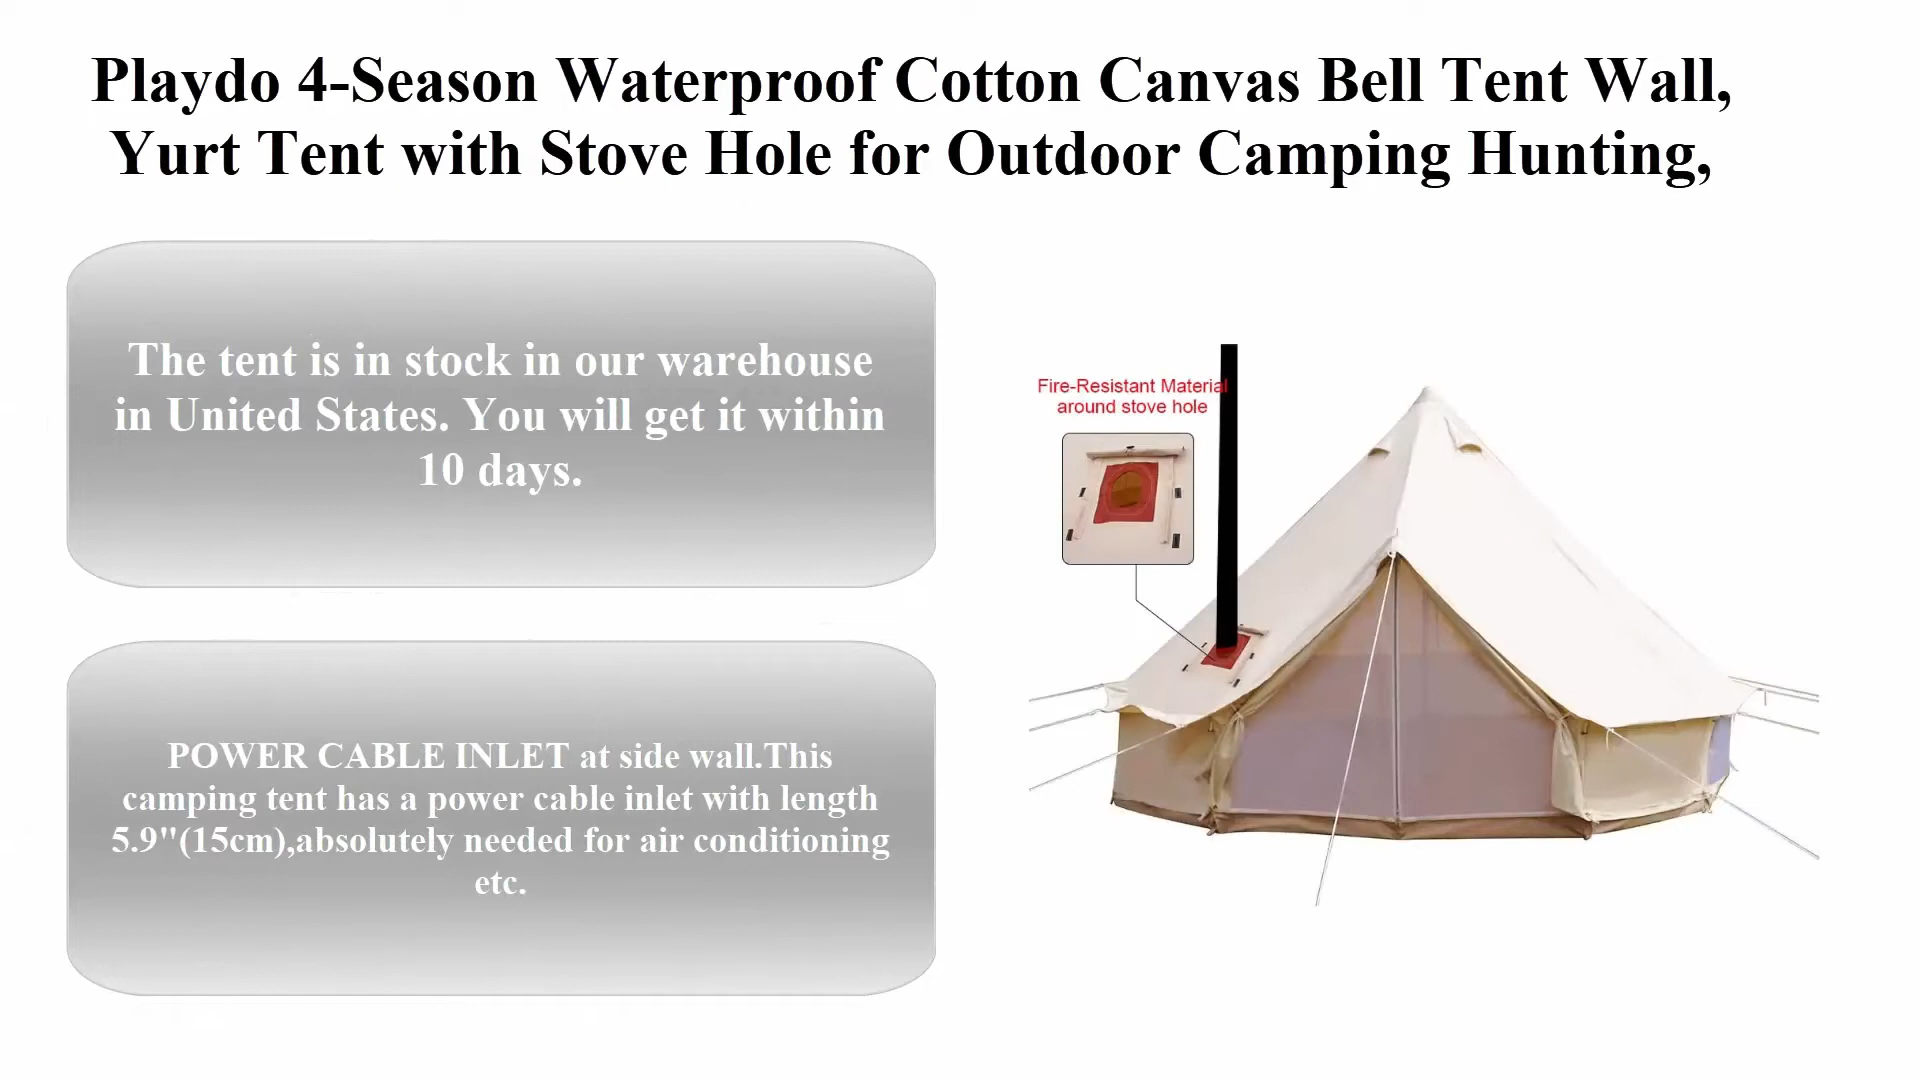 Playdo 4-Season Waterproof Cotton Canvas Bell Tent Wall,
Yurt Tent with Stove Hole for Outdoor Camping Hunting,
The tent is in stock in our warehouse
in United States. You will get it within
10 days.
POWER CABLE INLET at side wall.This
camping tent has a power cable inlet with length
5.9"(15cm),absolutely needed for air conditioning
etc.
Fire-Resistant Material
around stove hole